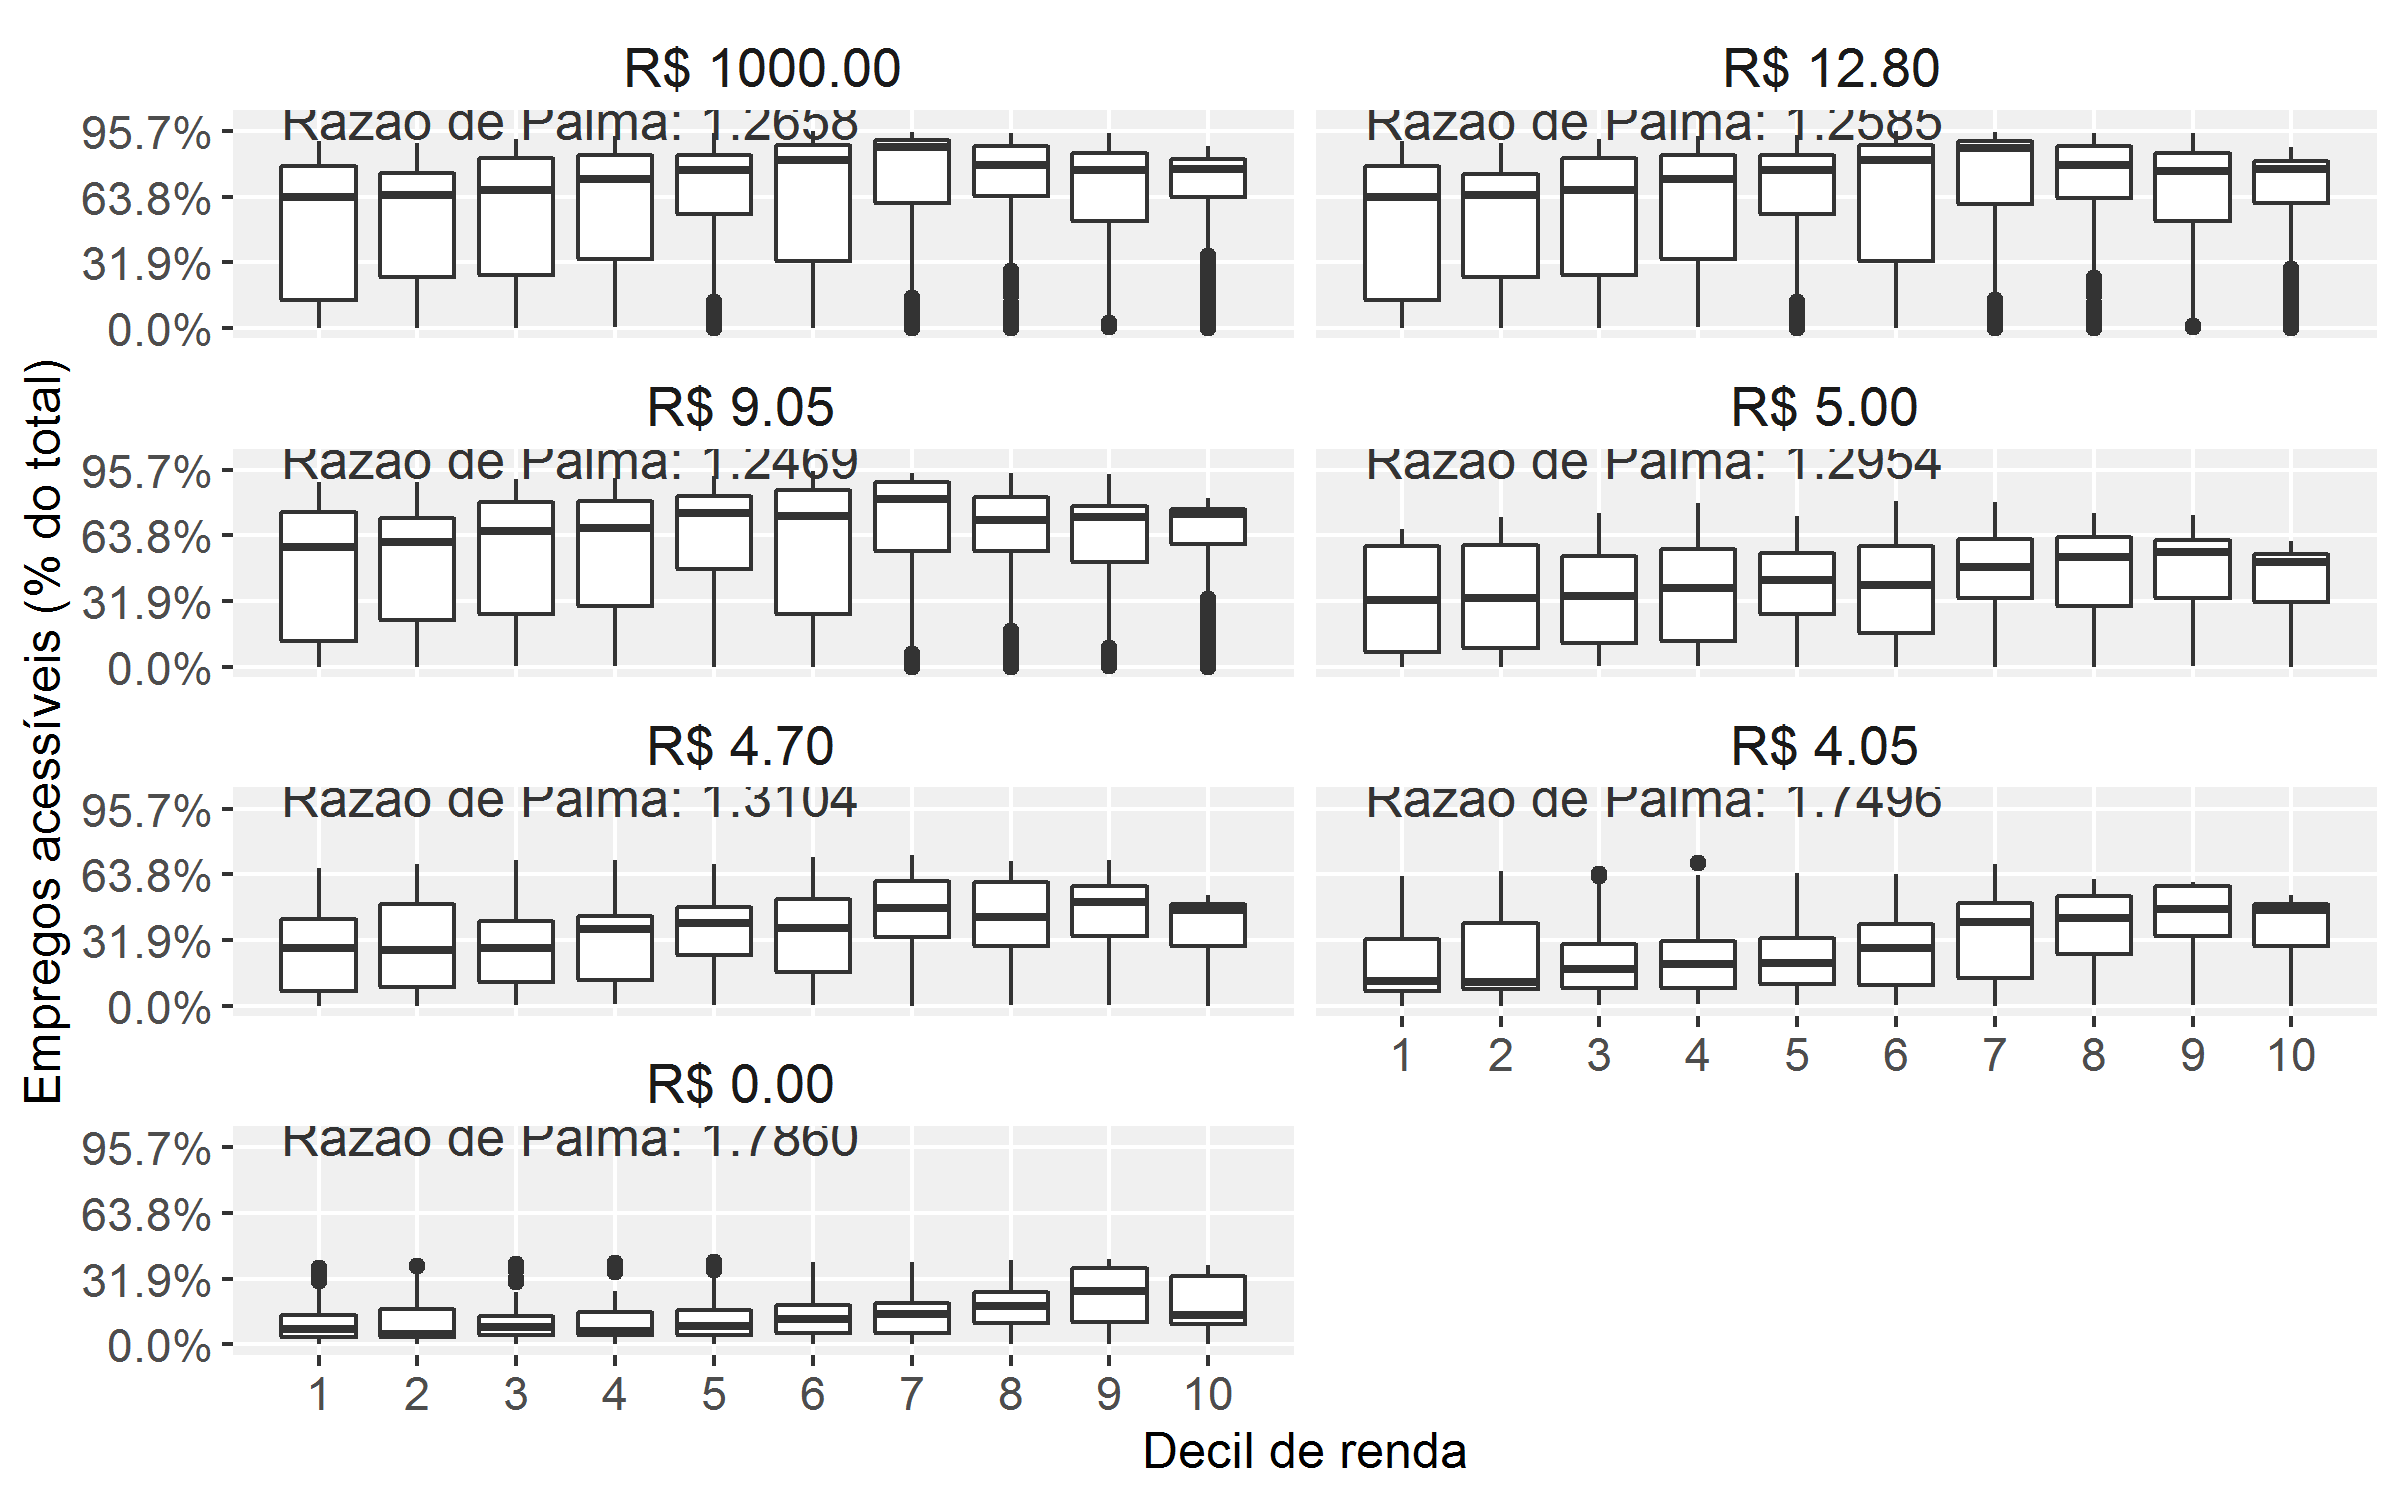 R$ 1000.00
R$ 12.80
Razao de Palma: 1.2658
Razao de Palma: 1.2585
95.7%
63.8%
31.9%
0.0%
R$ 9.05
R$ 5.00
Razao de Palma: 1.2469
Razao de Palma: 1.2954
95.7%
63.8%
31.9%
0.0%
R$ 4.70
R$ 4.05
Razao de Palma: 1.3104
Razao de Palma: 1.7496
95.7%
63.8%
31.9%
0.0%
1 2 3 4 5 6 7 8 9 10
R$ 0.00
Razao de Palma: 1.7860
95.7%
63.8%
31.9%
0.0%
1 2 3 4 5 6 7 8 9 10
Decil de renda
Empregos acessíveis (% do total)